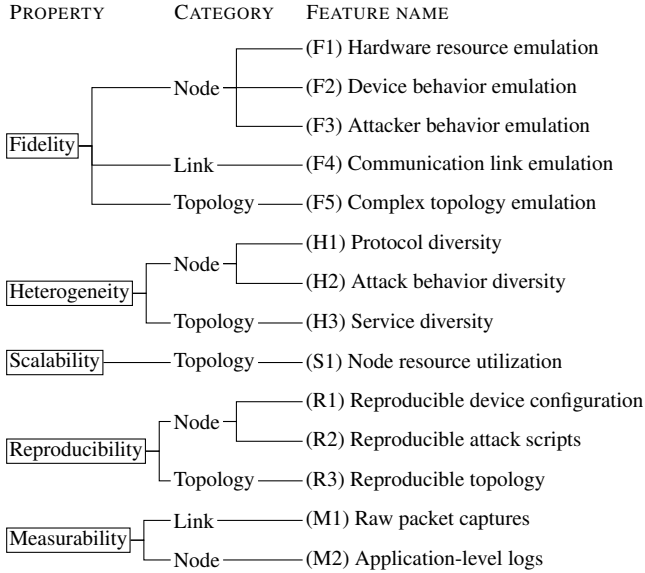 PROPERTY CATEGORY FEATURE NAME
(F1) Hardware resource emulation
Node (F2) Device behavior emulation
(F3) Attacker behavior emulation
Fidelity
Link (F4) Communication link emulation
Topology (F5) Complex topology emulation
(H1) Protocol diversity
Node
(H2) Attack behavior diversity
Heterogeneity
Topology (H3) Service diversity
Scalability Topology (S1) Node resource utilization
(R1) Reproducible device configuration
Node
(R2) Reproducible attack scripts
Reproducibility
Topology (R3) Reproducible topology
Link (M1) Raw packet captures
Measurability
Node (M2) Application-level logs